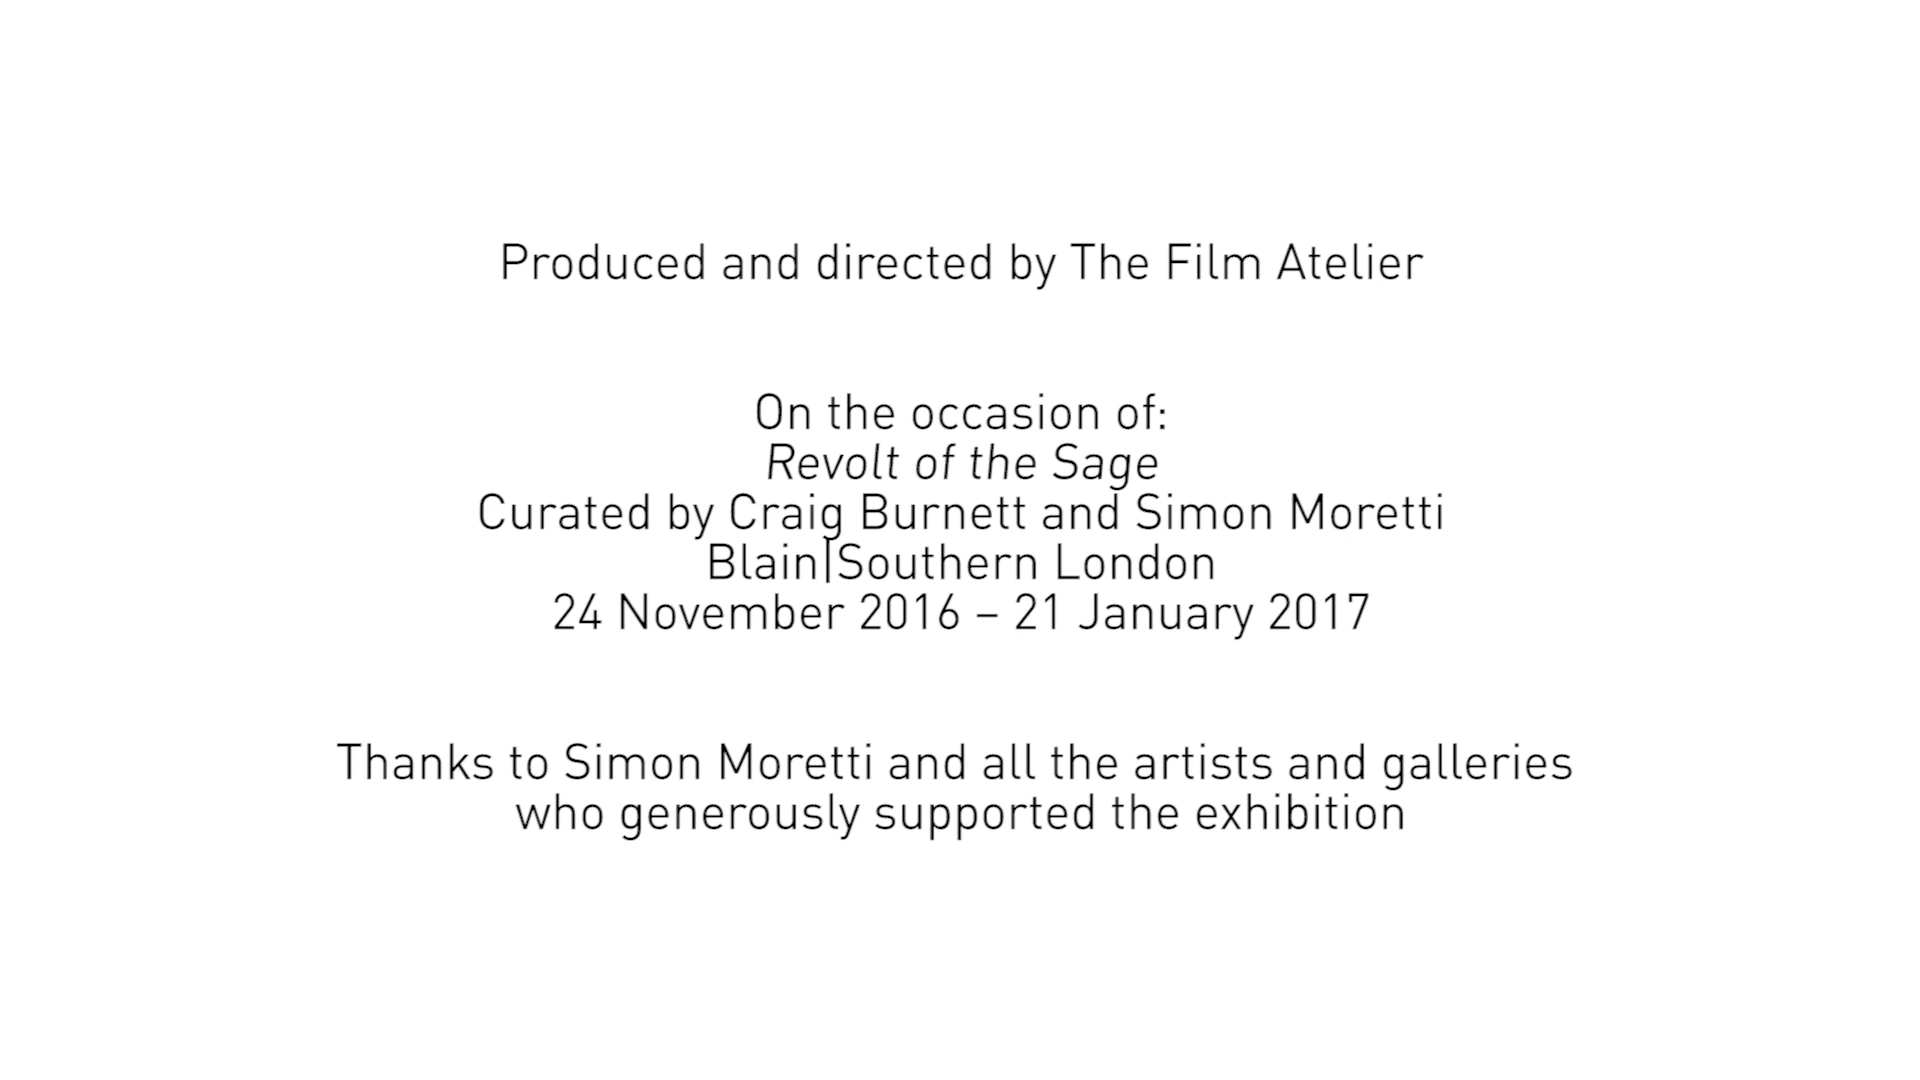 Produced and directed by The Film Atelier
On the occasion of:
Revolt of the Sage
Curated by Craig Burnett and Simon Moretti
Blain|Southern London
24 November 2016 – 21 January 2017
Thanks to Simon Moretti and all the artists and galleries
who generously supported the exhibition